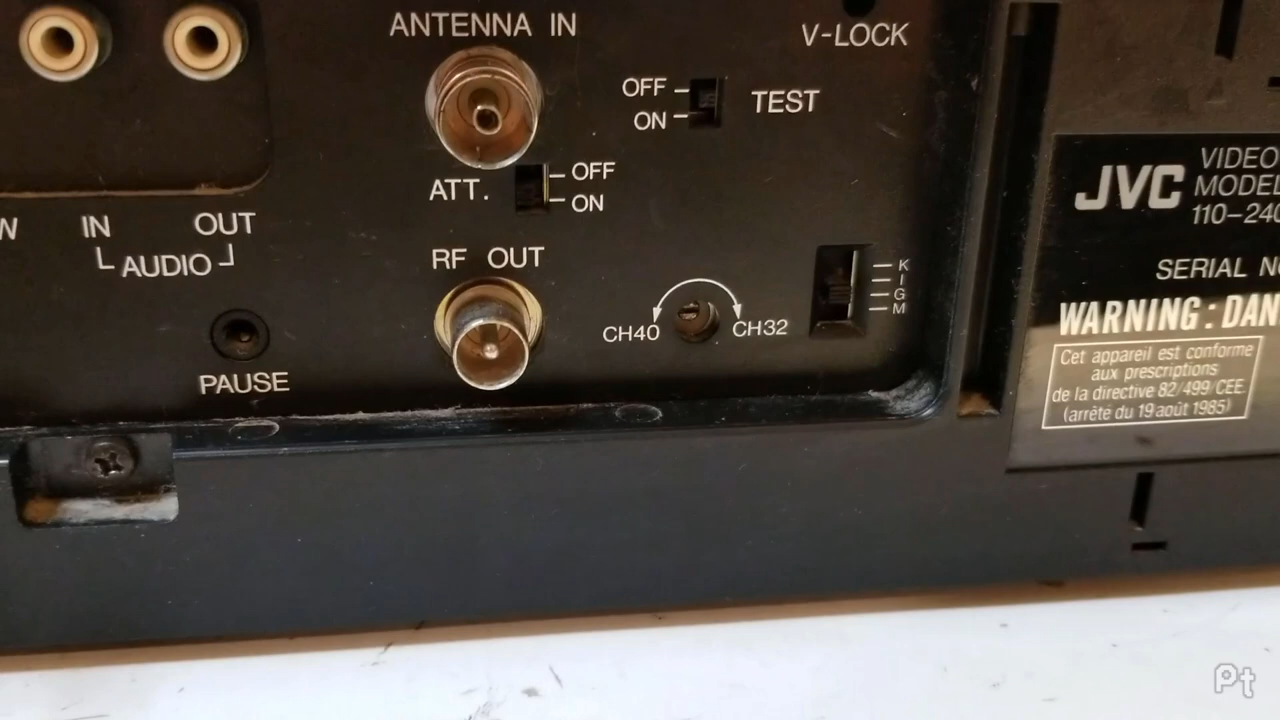 ANTENNA IN
V-LOCK
OFF
ON
TEST
ATT.
OFF
ON
IN
OUT
AUDIO
RF OUT
CH40
CH32
K
I
G
M
PAUSE
JVC
VIDEO
MODEL
110-240
SERIAL NO
WARNING: DAN
Cet appareil est conforme
aux prescriptions
de la directive 82/499/CEE.
(arrêté du 19 août 1985)
Pt